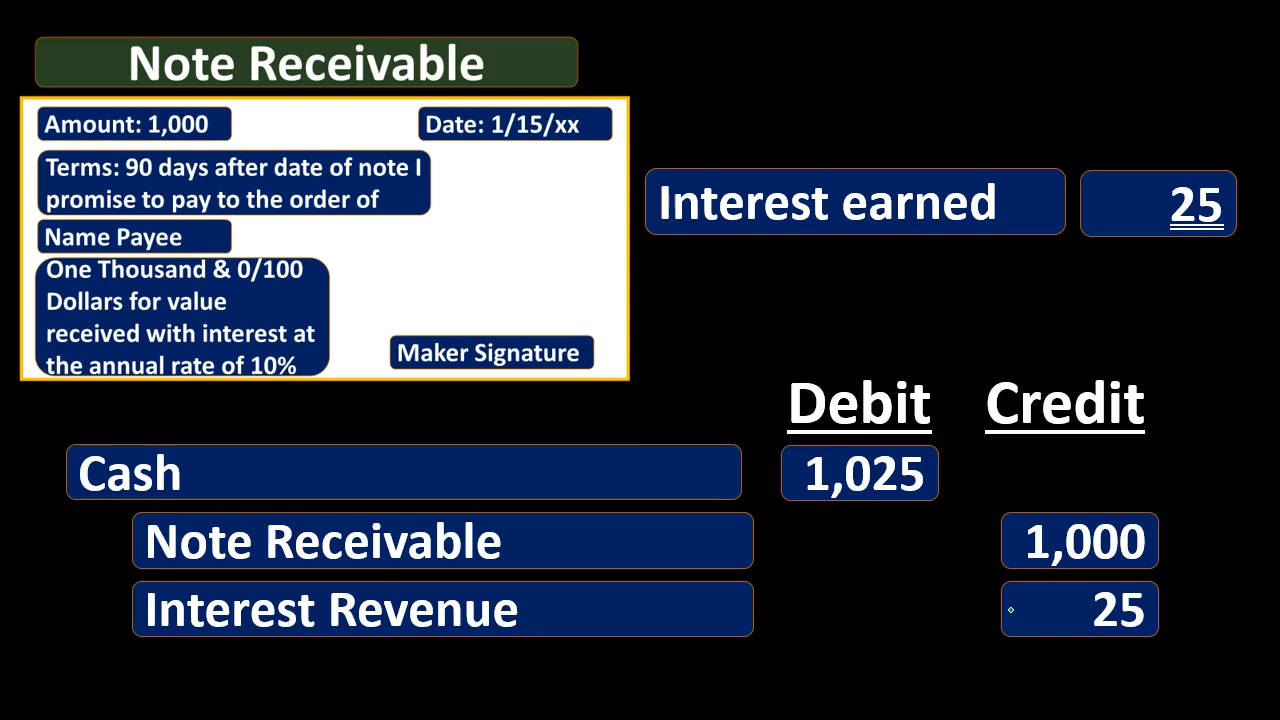 Note Receivable
Amount: 1,000 Date: 1/15/xx
Terms: 90 days after date of note I
promise to pay to the order of
Name Payee
One Thousand & 0/100
Dollars for value
received with interest at
the annual rate of 10%
Maker Signature
Interest earned 25
Debit Credit
Cash 1,025
Note Receivable 1,000
Interest Revenue 25